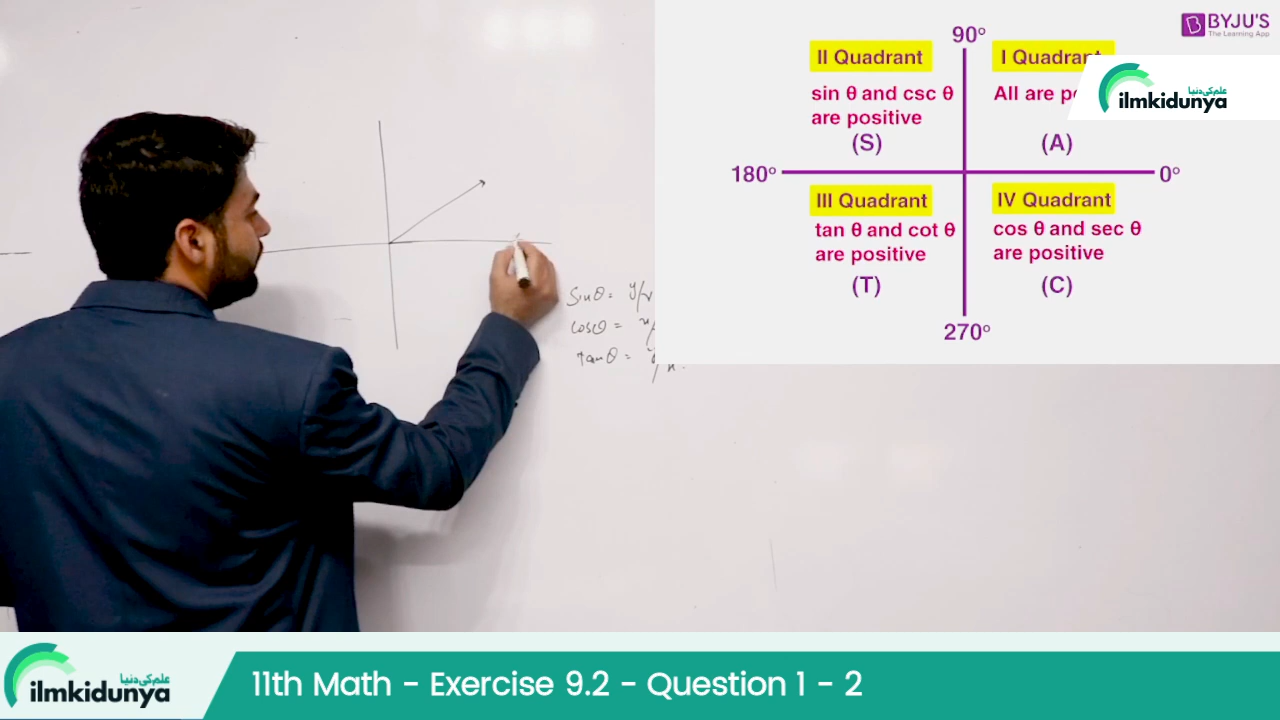 BYJU'S
The Learning App
90°
II Quadrant
I Quadrant
sin θ and csc θ
are positive
(S)
All are
(A)
علم کی دنیا
ilmkidunya
180°
0°
III Quadrant
tan θ and cot θ
are positive
(T)
IV Quadrant
cos θ and sec θ
are positive
(C)
270°
Sinθ = y/r
cosθ =
Tanθ =
علم کی دنیا
ilmkidunya
11th Math - Exercise 9.2 - Question 1 - 2